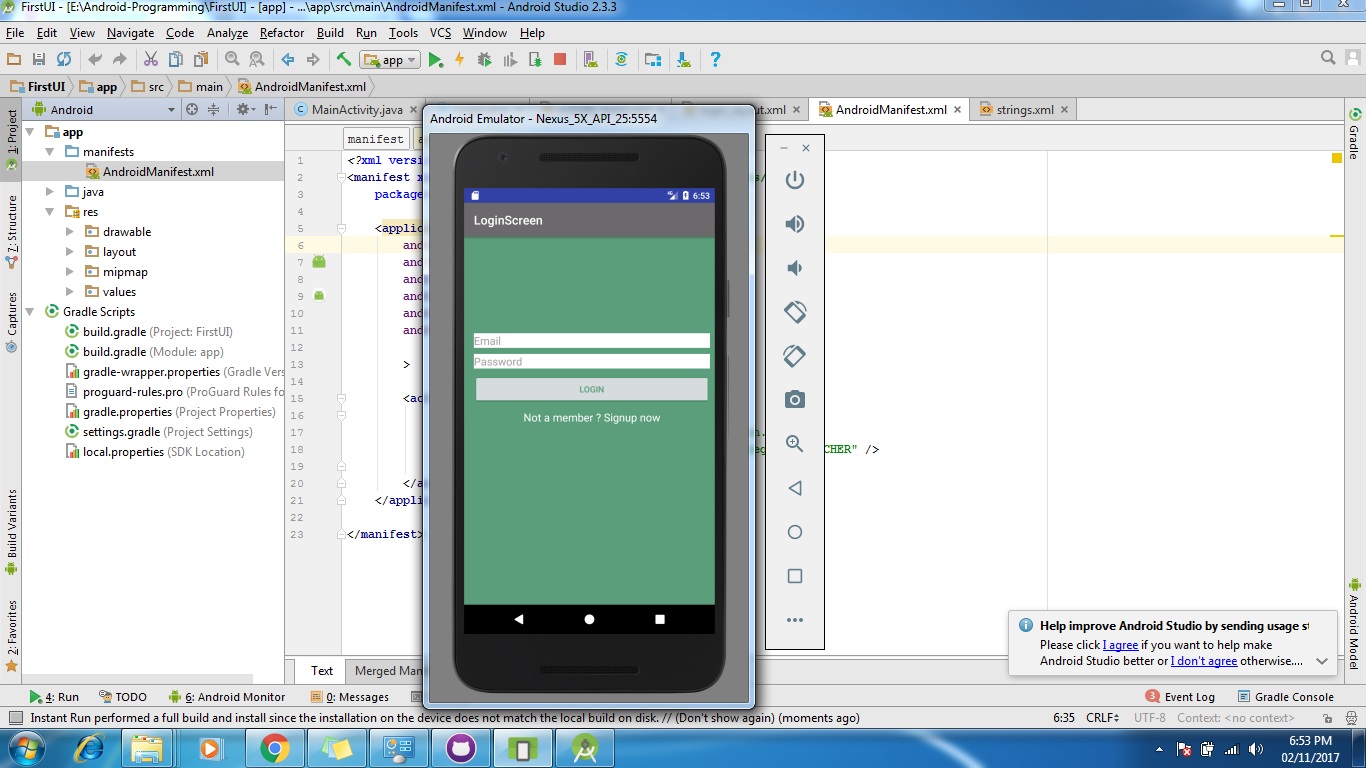 FirstUI - [E:\Android-Programming\FirstUI] - [app] - ...\app\src\main\AndroidManifest.xml - Android Studio 2.3.3
File Edit View Navigate Code Analyze Refactor Build Run Tools VCS Window Help
app
FirstUI app src main AndroidManifest.xml
1: Project
7: Structure
Captures
Build Variants
2: Favorites
Android
app
manifests
AndroidManifest.xml
java
res
drawable
layout
mipmap
values
Gradle Scripts
build.gradle (Project: FirstUI)
build.gradle (Module: app)
gradle-wrapper.properties (Gradle Vers
proguard-rules.pro (ProGuard Rules fo
gradle.properties (Project Properties)
settings.gradle (Project Settings)
local.properties (SDK Location)
MainActivity.java AndroidManifest.xml strings.xml
manifest
1 <?xml versi
2 <manifest x
3 package
4
5 <applic
6 and
7 and
8 and
9 and
10 and
11 and
12
13 >
14
15 <ac
16
17
18 CHER" />
19
20 </a
21 </appli
22
23 </manifest>
Text Merged Man
Android Emulator - Nexus_5X_API_25:5554
6:53
LoginScreen
Email
Password
LOGIN
Not a member ? Signup now
Gradle
Android Model
Help improve Android Studio by sending usage st
Please click I agree if you want to help make
Android Studio better or I don't agree otherwise....
4: Run TODO 6: Android Monitor 0: Messages 3 Event Log Gradle Console
Instant Run performed a full build and install since the installation on the device does not match the local build on disk. // (Don't show again) (moments ago) 6:35 CRLF UTF-8 Context: <no context>
6:53 PM
02/11/2017